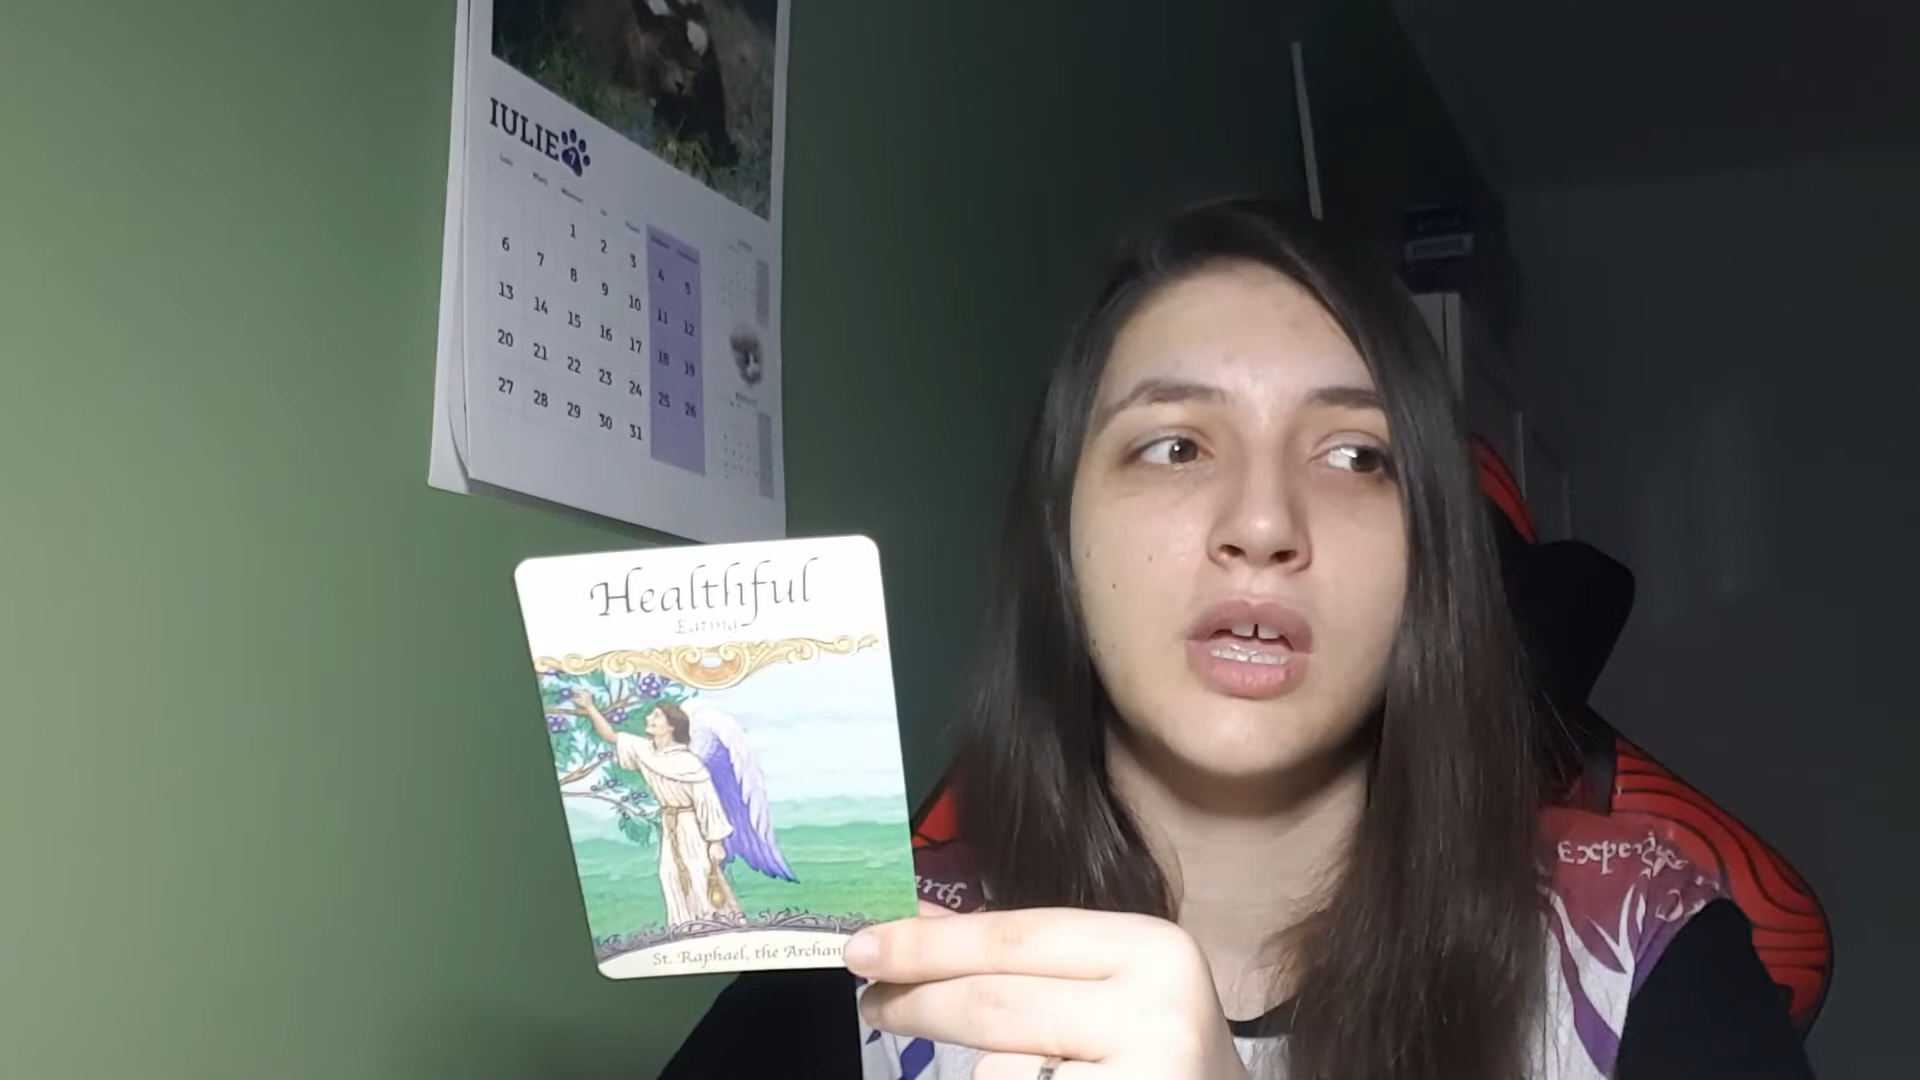 IULIE
7
1 2 3 4 5
6 7 8 9 10 11 12
13 14 15 16 17 18 19
20 21 22 23 24 25 26
27 28 29 30 31
Healthful
Eating
St. Raphael, the Archan
Expe